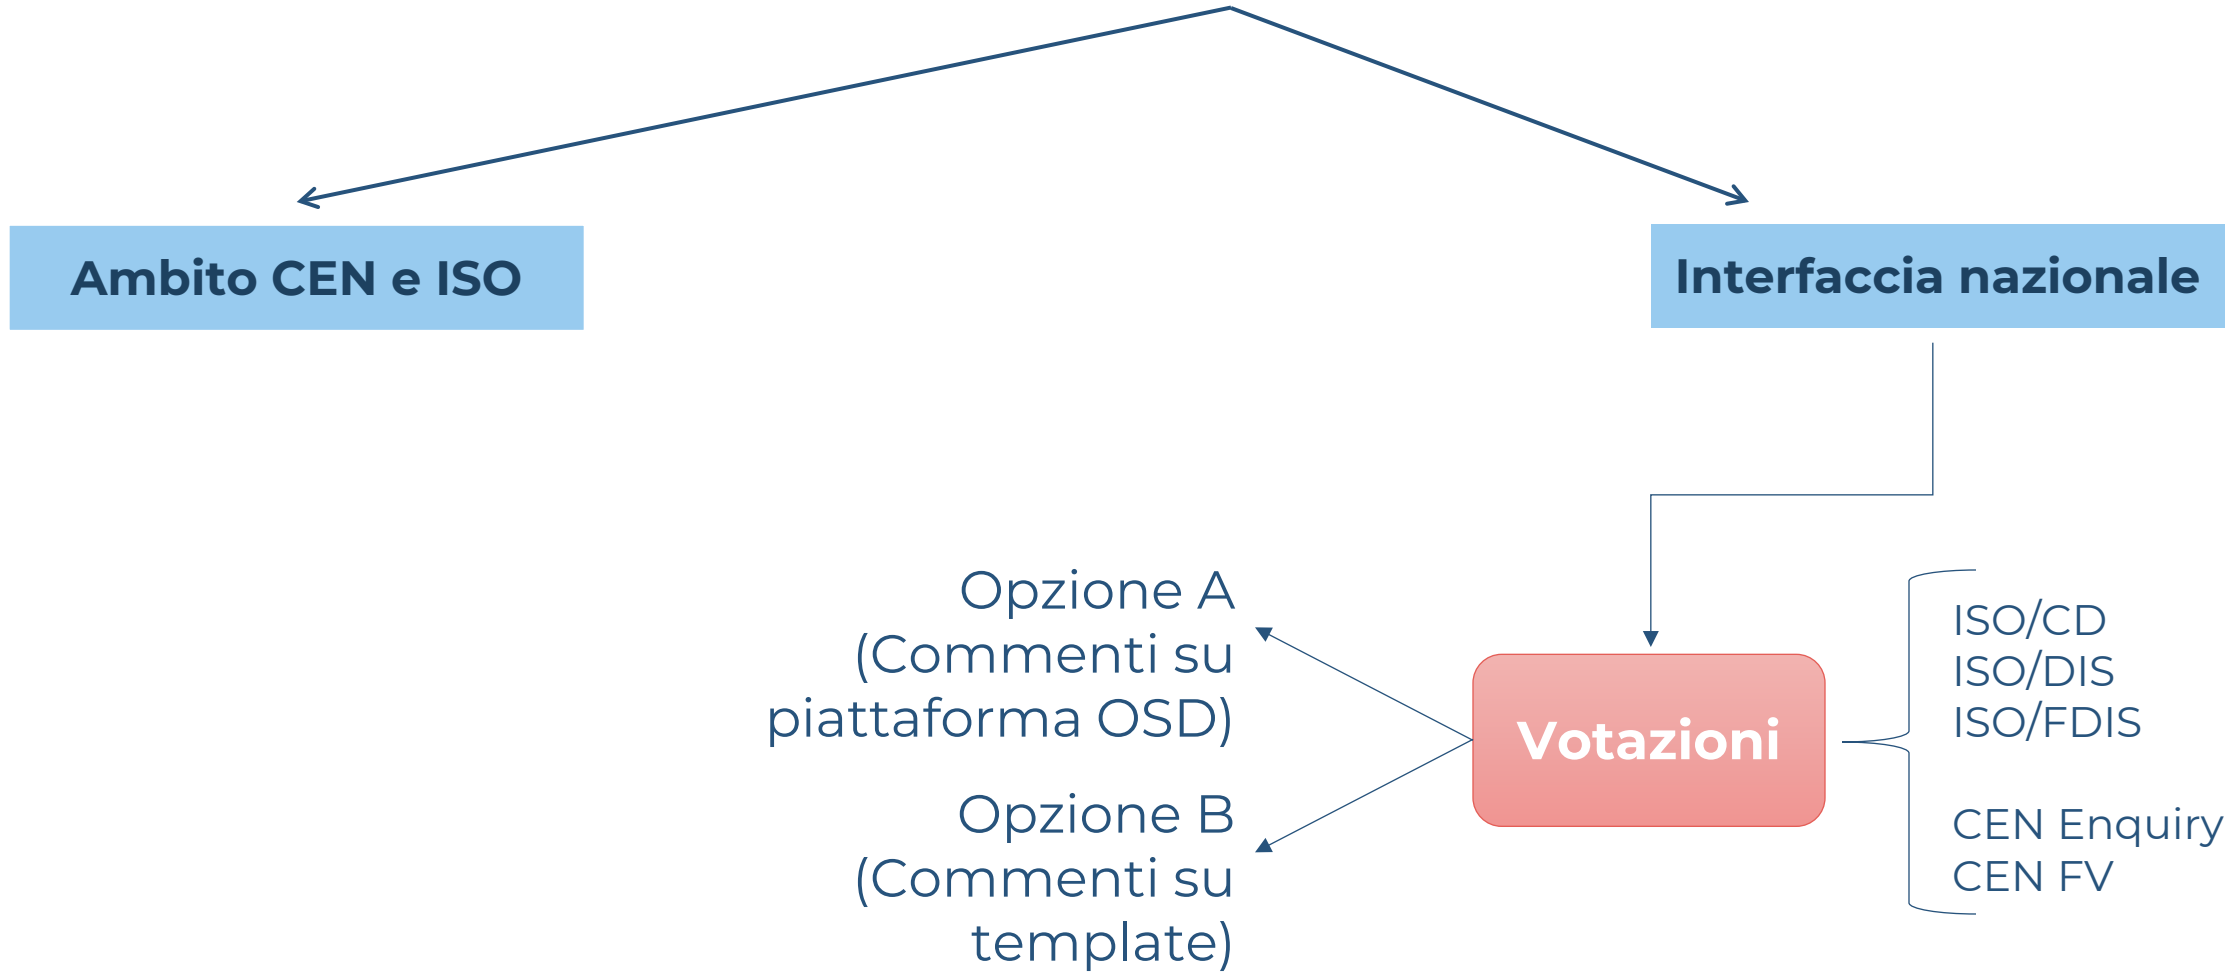 Ambito CEN e ISO
Interfaccia nazionale
Opzione A
(Commenti su
piattaforma OSD)
Opzione B
(Commenti su
template)
Votazioni
ISO/CD
ISO/DIS
ISO/FDIS
CEN Enquiry
CEN FV